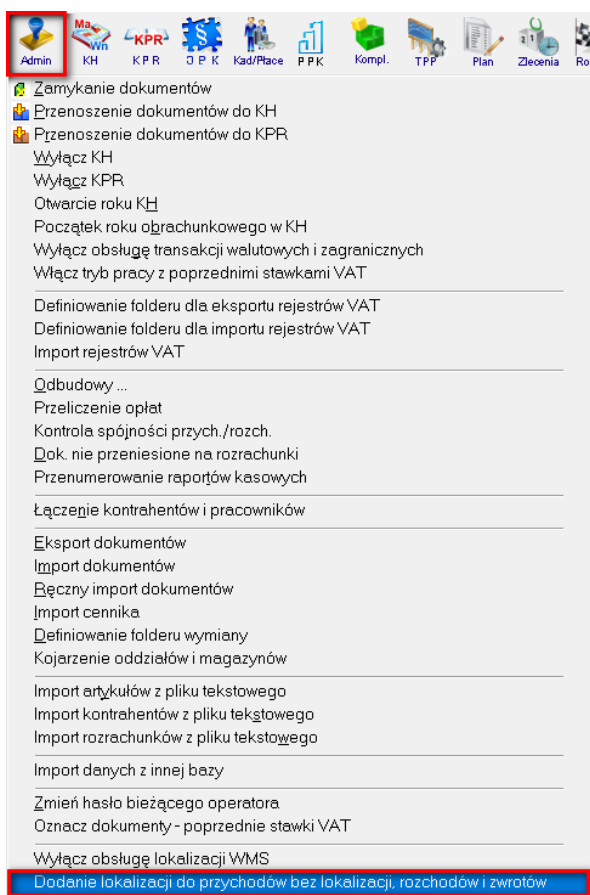 Ma
Wn
KPR
§
21
Admin
KH
K P R
J P K
Kad/Płace
P P K
Kompl.
T P P
Plan
Zlecenia
Ro
Zamykanie dokumentów
Przenoszenie dokumentów do KH
Przenoszenie dokumentów do KPR
Wyłącz KH
Wyłącz KPR
Otwarcie roku KH
Początek roku obrachunkowego w KH
Wyłącz obsługę transakcji walutowych i zagranicznych
Włącz tryb pracy z poprzednimi stawkami VAT
Definiowanie folderu dla eksportu rejestrów VAT
Definiowanie folderu dla importu rejestrów VAT
Import rejestrów VAT
Odbudowy ...
Przeliczenie opłat
Kontrola spójności przych./rozch.
Dok. nie przeniesione na rozrachunki
Przenumerowanie raportów kasowych
Łączenie kontrahentów i pracowników
Eksport dokumentów
Import dokumentów
Ręczny import dokumentów
Import cennika
Definiowanie folderu wymiany
Kojarzenie oddziałów i magazynów
Import artykułów z pliku tekstowego
Import kontrahentów z pliku tekstowego
Import rozrachunków z pliku tekstowego
Import danych z innej bazy
Zmień hasło bieżącego operatora
Oznacz dokumenty - poprzednie stawki VAT
Wyłącz obsługę lokalizacji WMS
Dodanie lokalizacji do przychodów bez lokalizacji, rozchodów i zwrotów